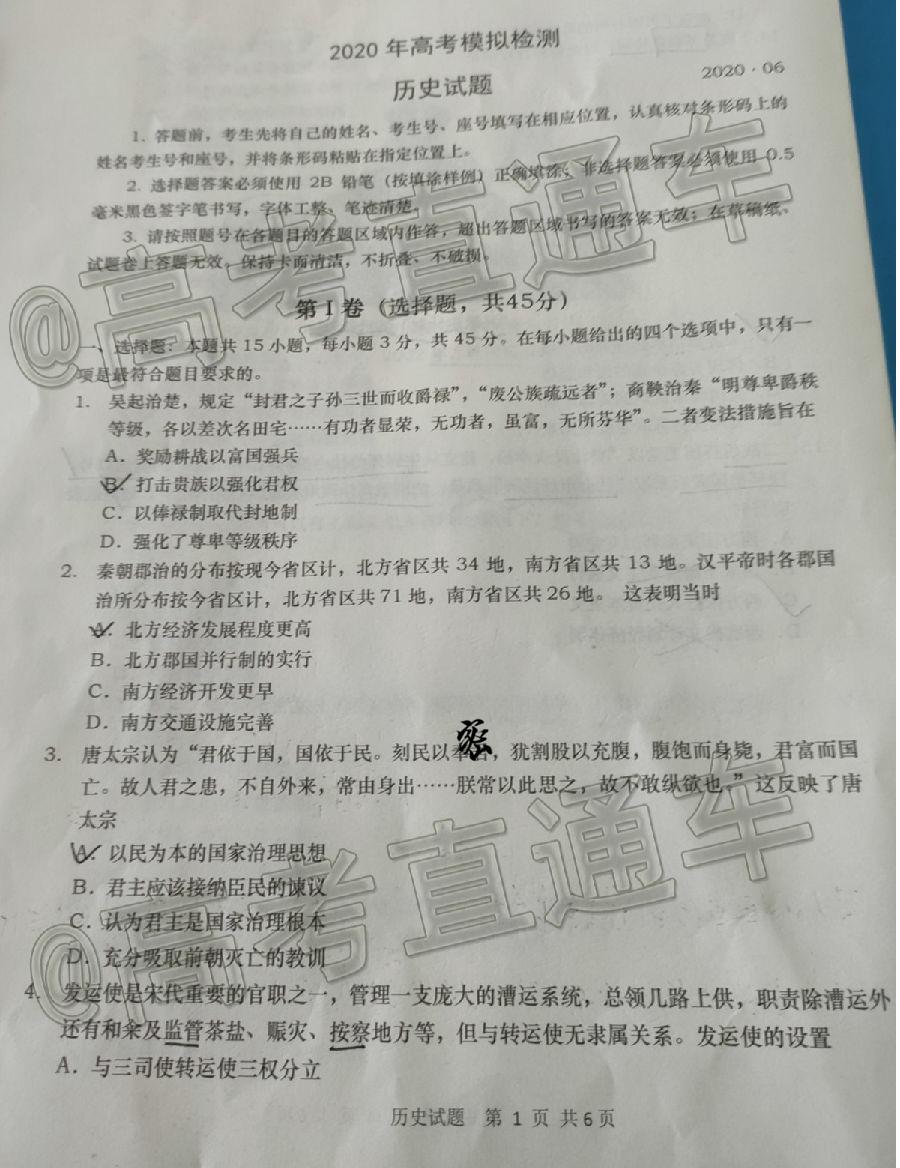 2020 年高考模拟检测
历史试题
2020·06
1. 答题前，考生先将自己的姓名、考生号、座号填写在相应位置，认真核对条形码上的
姓名考生号和座号，并将条形码粘贴在指定位置上。
2. 选择题答案必须使用 2B 铅笔（按填涂样例）正确填涂；非选择题答案必须使用 0.5
毫米黑色签字笔书写，字体工整、笔迹清楚。
3. 请按照题号在各题目的答题区域内作答，超出答题区域书写的答案无效；在草稿纸、
试题卷上答题无效。保持卡面清洁，不折叠、不破损。
第Ⅰ卷（选择题，共45分）
一、选择题：本题共 15 小题，每小题 3 分，共 45 分。在每小题给出的四个选项中，只有一
项是最符合题目要求的。
1. 吴起治楚，规定“封君之子孙三世而收爵禄”，“废公族疏远者”；商鞅治秦“明尊卑爵秩
等级，各以差次名田宅……有功者显荣，无功者，虽富，无所芬华”。二者变法措施旨在
A．奖励耕战以富国强兵
B．打击贵族以强化君权
C．以俸禄制取代封地制
D．强化了尊卑等级秩序
2. 秦朝郡治的分布按现今省区计，北方省区共 34 地，南方省区共 13 地。汉平帝时各郡国
治所分布按今省区计，北方省区共 71 地，南方省区共 26 地。 这表明当时
A．北方经济发展程度更高
B．北方郡国并行制的实行
C．南方经济开发更早
D．南方交通设施完善
3. 唐太宗认为“君依于国，国依于民。刻民以奉君，犹割股以充腹，腹饱而身毙，君富而国
亡。故人君之患，不自外来，常由身出……朕常以此思之，故不敢纵欲也。”这反映了唐
太宗
A．以民为本的国家治理思想
B．君主应该接纳臣民的谏议
C．认为君主是国家治理根本
D．充分吸取前朝灭亡的教训
4. 发运使是宋代重要的官职之一，管理一支庞大的漕运系统，总领几路上供，职责除漕运外
还有和籴及监管茶盐、赈灾、按察地方等，但与转运使无隶属关系。发运使的设置
A．与三司使转运使三权分立
历史试题 第 1 页 共 6 页
@高考直通车
@高考直通车